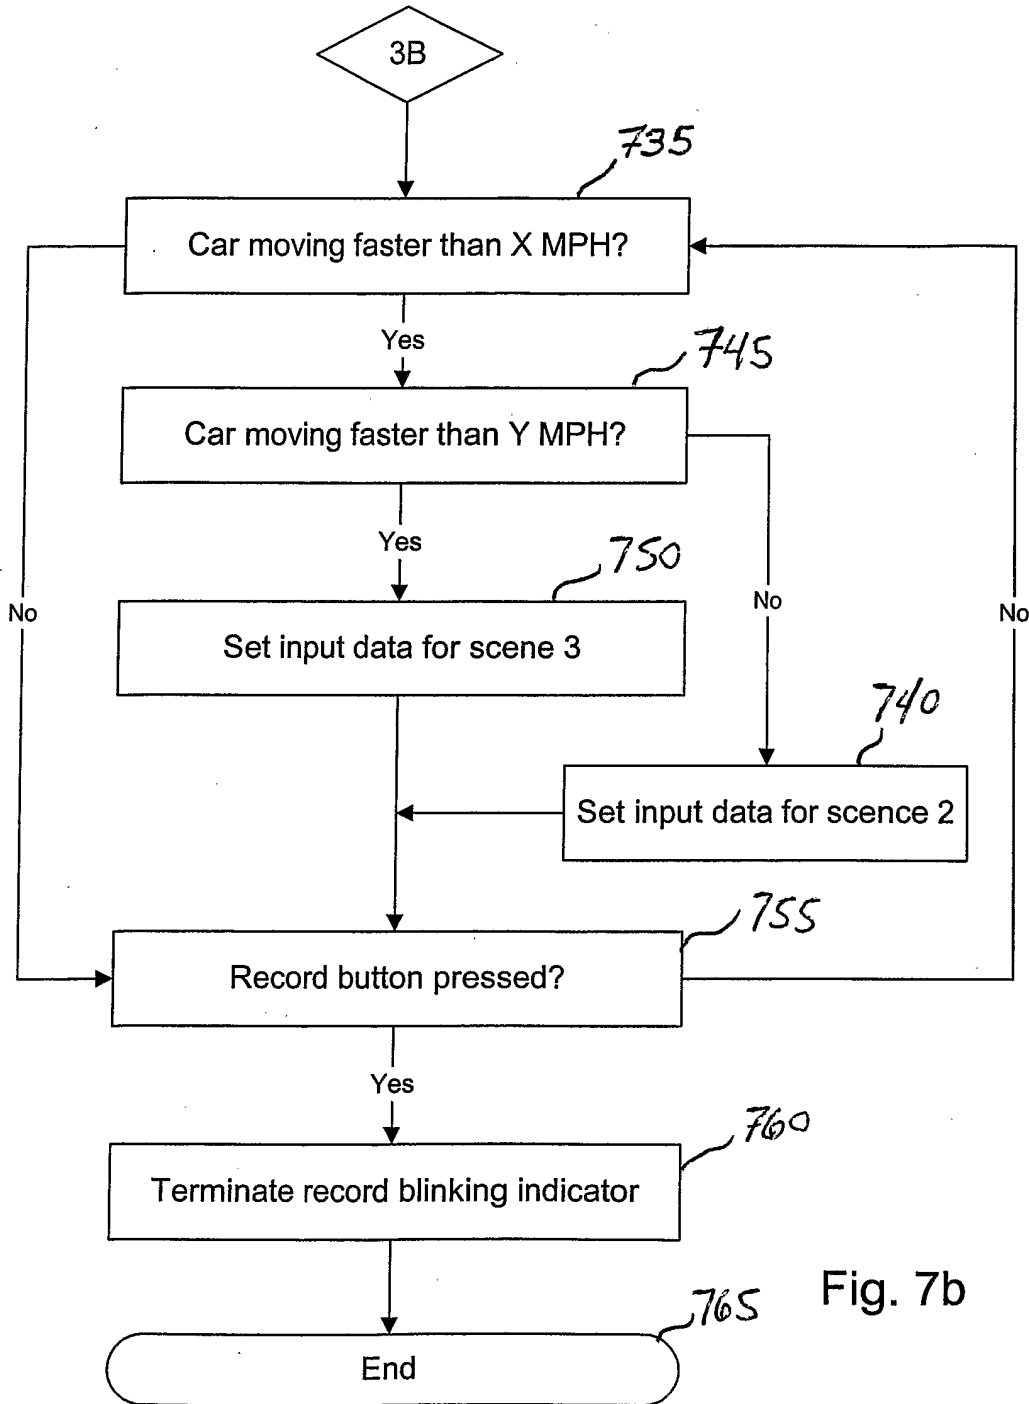 3B
735
Car moving faster than X MPH?
Yes
745
Car moving faster than Y MPH?
Yes
750
No
No
No
Set input data for scene 3
740
Set input data for scence 2
755
Record button pressed?
Yes
760
Terminate record blinking indicator
765
Fig. 7b
End